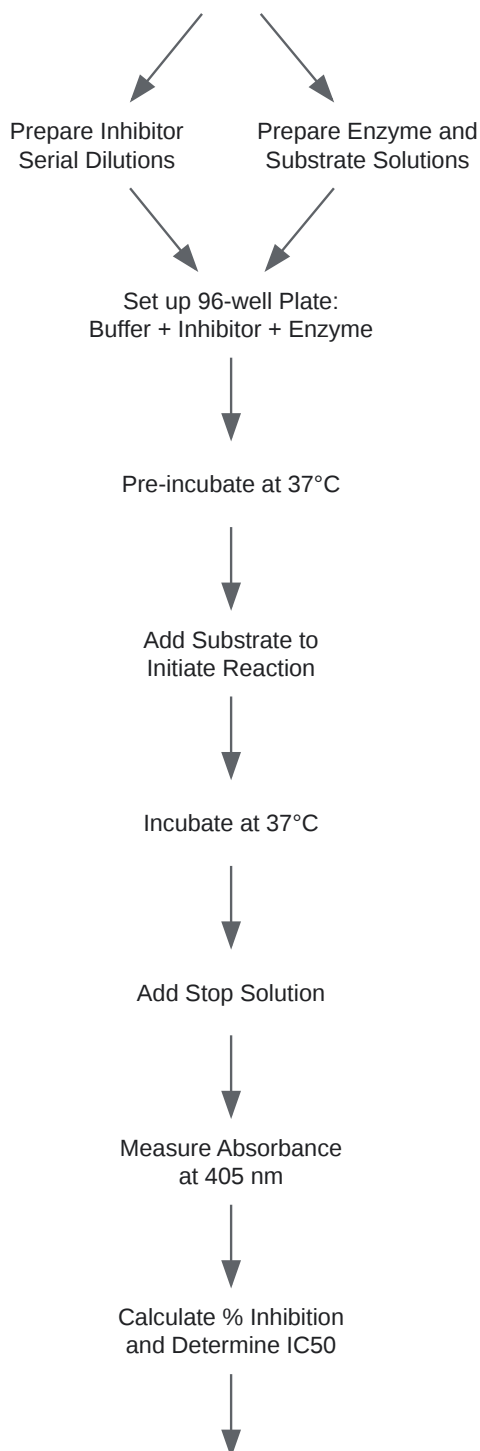 Prepare Inhibitor
Serial Dilutions
Prepare Enzyme and
Substrate Solutions
Set up 96-well Plate:
Buffer + Inhibitor + Enzyme
Pre-incubate at 37°C
Add Substrate to
Initiate Reaction
Incubate at 37°C
Add Stop Solution
Measure Absorbance
at 405 nm
Calculate % Inhibition
and Determine IC50